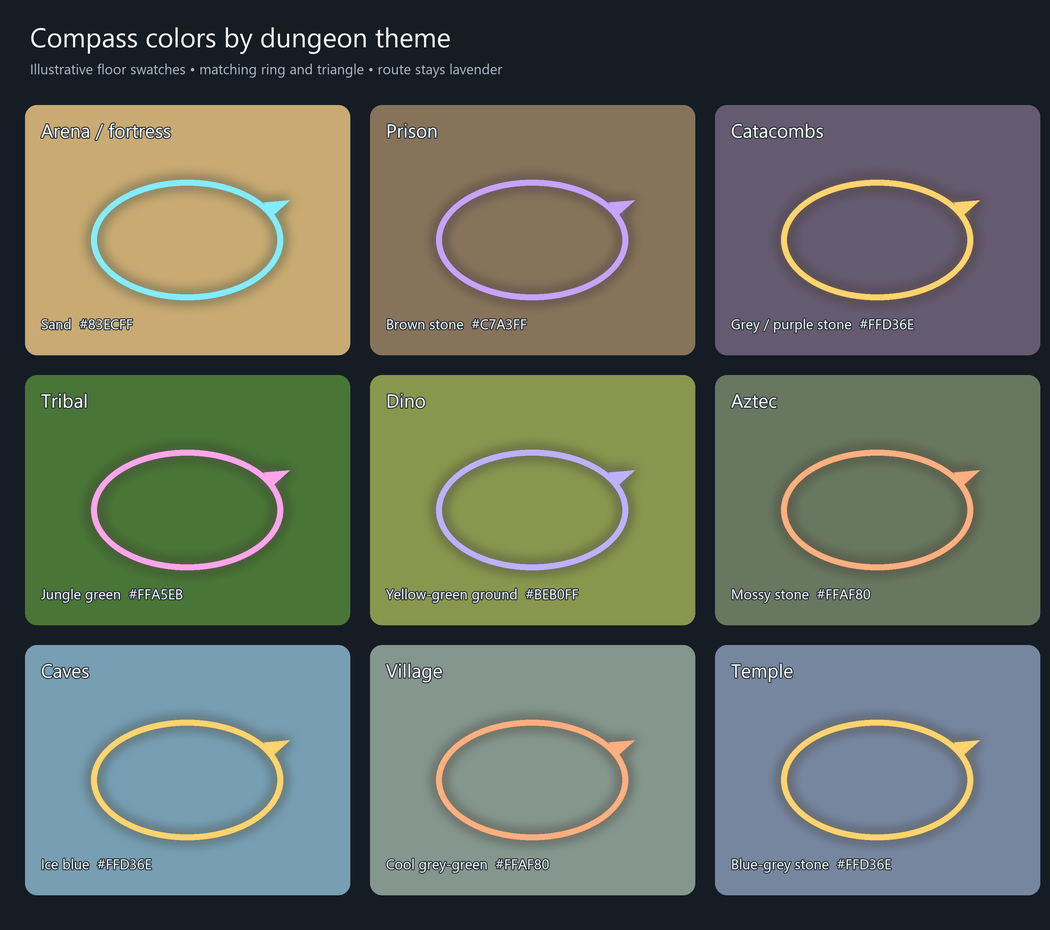 Compass colors by dungeon theme
Illustrative floor swatches • matching ring and triangle • route stays lavender
Arena / fortress
Sand #83ECFF
Prison
Brown stone #C7A3FF
Catacombs
Grey / purple stone #FFD36E
Tribal
Jungle green #FFA5EB
Dino
Yellow-green ground #BEB0FF
Aztec
Mossy stone #FFAF80
Caves
Ice blue #FFD36E
Village
Cool grey-green #FFAF80
Temple
Blue-grey stone #FFD36E